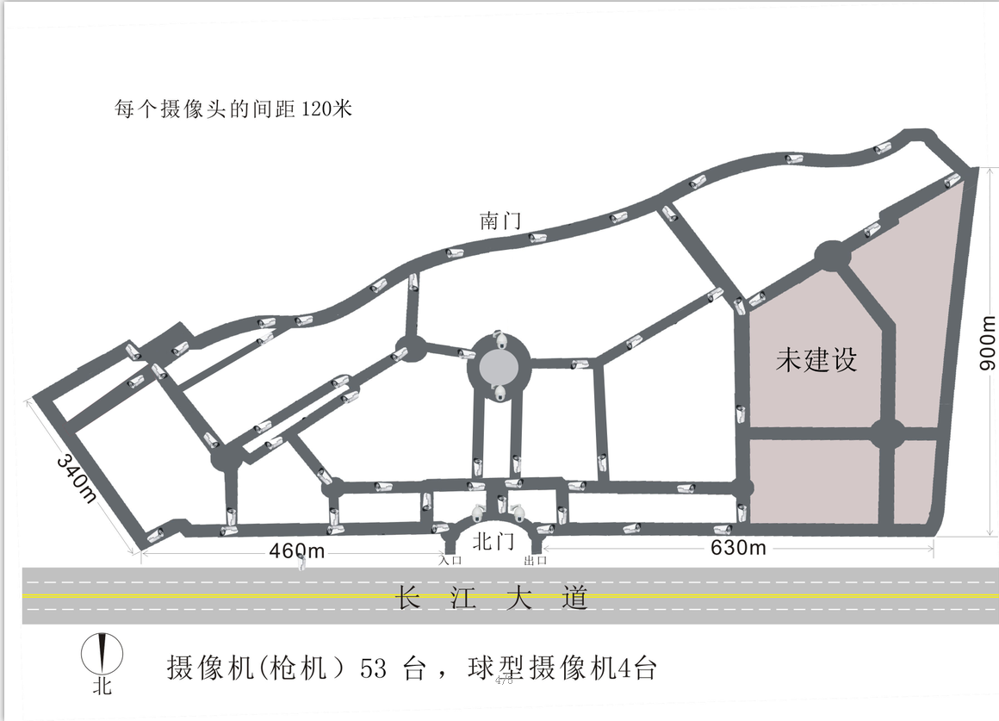 每个摄像头的间距 120米
南门
未建设
900m
340m
460m
北门
630m
入口
出口
长江大道
北
摄像机(枪机）53 台，球型摄像机4台
475